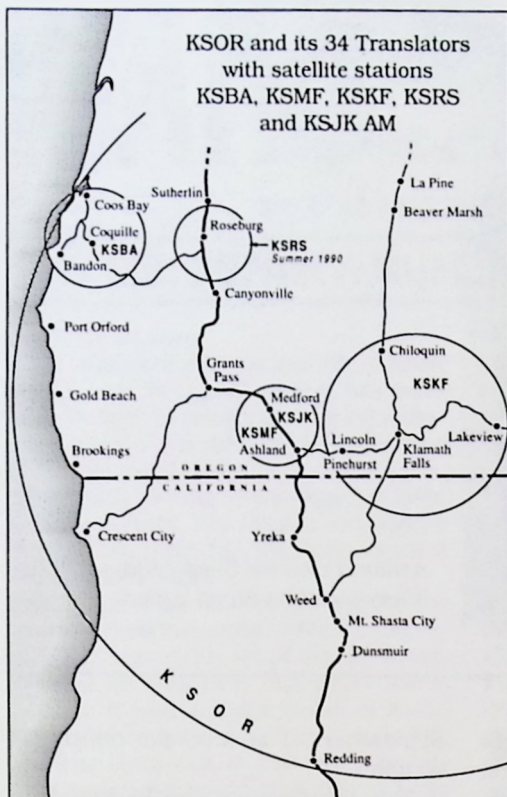 KSOR and its 34 Translators
with satellite stations
KSBA, KSMF, KSKF, KSRS
and KSJK AM
La Pine
Sutherlin
Beaver Marsh
Coos Bay
Roseburg
Coquille
KSBA
KSRS
Summer 1990
Bandon
Canyonville
Port Orford
Chiloquin
Grants
Pass
KSKF
Gold Beach
Medford
KSJK
KSMF
Lincoln
Lakeview
Ashland
Pinehurst
Klamath
Falls
Brookings
OREGON
CALIFORNIA
Crescent City
Yreka
Weed
Mt. Shasta City
Dunsmuir
KSOR
Redding